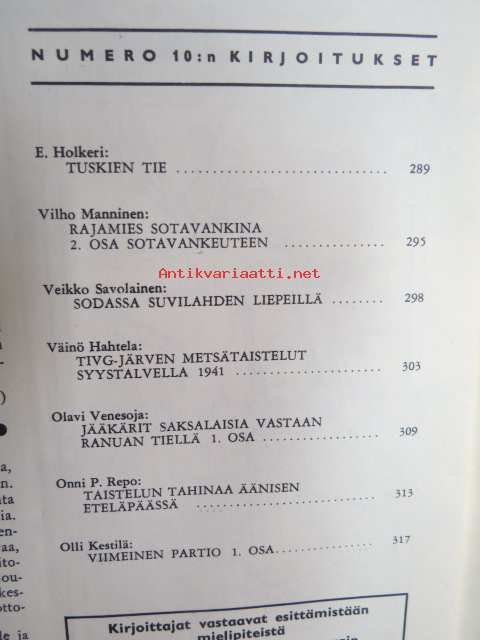 NUMERO 10:n KIRJOITUKSET
E. Holkeri:
TUSKIEN TIE .............................. 289
Vilho Manninen:
RAJAMIES SOTAVANKINA
2. OSA SOTAVANKEUTEEN .............. 295
Antikvariaatti.net
Veikko Savolainen:
SODASSA SUVILAHDEN LIEPEILLÄ ........ 298
Väinö Hahtela:
TIVG-JÄRVEN METSÄTAISTELUT
SYYSTALVELLA 1941 ..................... 303
Olavi Venesoja:
JÄÄKÄRIT SAKSALAISIA VASTAAN
RANUAN TIELLÄ 1. OSA ................. 309
Onni P. Repo:
TAISTELUN TAHINAA ÄÄNISEN
ETELÄPÄÄSSÄ ......................... 313
Olli Kestilä:
VIIMEINEN PARTIO 1. OSA.............. 317
Kirjoittajat vastaavat esittämistään
mielipiteistä